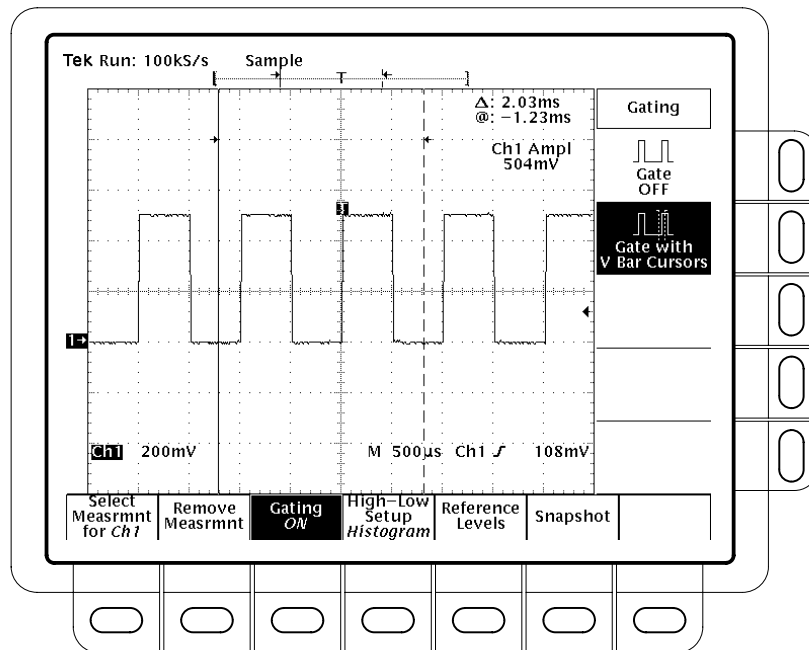 Tek Run: 100kS/s Sample
T
Δ: 2.03ms
@: −1.23ms
Ch1 Ampl
504mV
1→
Ch1 200mV M 500µs Ch1 108mV
Gating
Gate
OFF
Gate with
V Bar Cursors
Select
Measrmnt
for Ch1
Remove
Measrmnt
Gating
ON
High−Low
Setup
Histogram
Reference
Levels
Snapshot